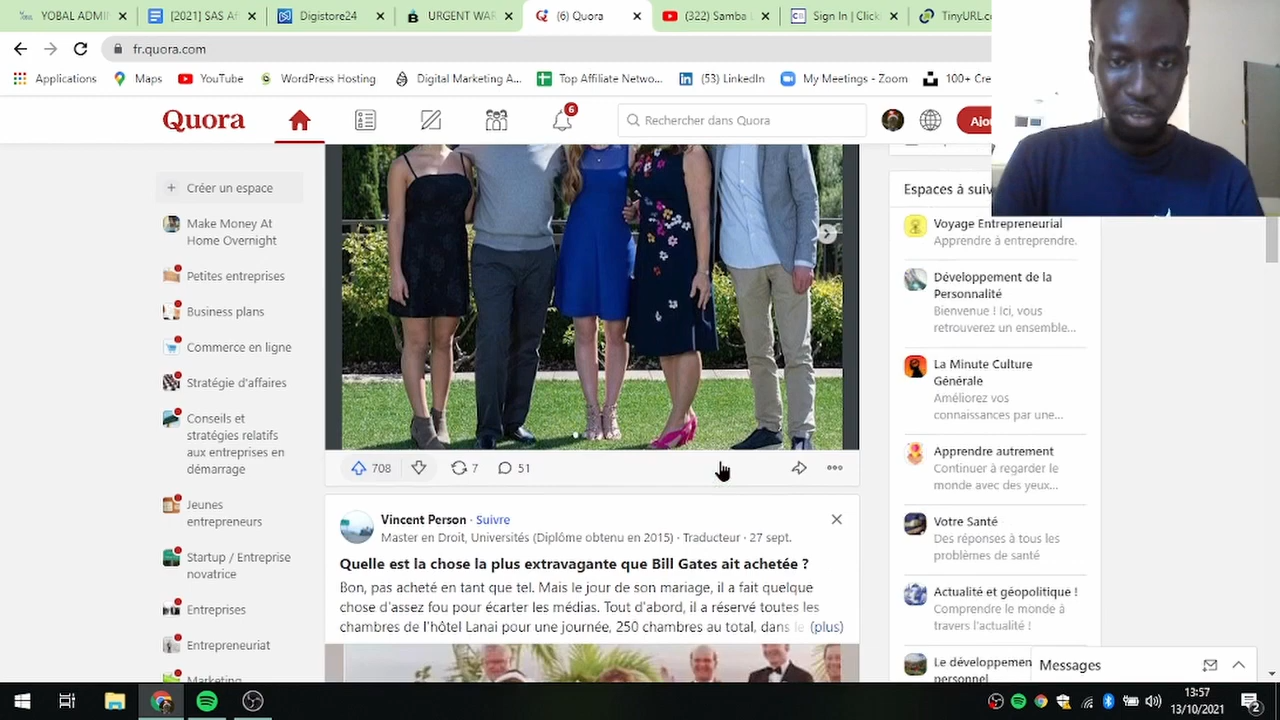 YOBAL ADMI
[2021] SAS Af
Digistore24
URGENT WAR
(6) Quora
(322) Samba
Sign In | Click
TinyURL.c
fr.quora.com
Applications
Maps
YouTube
WordPress Hosting
Digital Marketing A...
Top Affiliate Netwo...
(53) LinkedIn
My Meetings - Zoom
100+ Cre
Quora
6
Rechercher dans Quora
Ajou
Créer un espace
Make Money At
Home Overnight
Petites entreprises
Business plans
Commerce en ligne
Stratégie d'affaires
Conseils et
stratégies relatifs
aux entreprises en
démarrage
Jeunes
entrepreneurs
Startup / Entreprise
novatrice
Entreprises
Entrepreneuriat
Marketing
708
7
51
Vincent Person · Suivre
Master en Droit, Universités (Diplôme obtenu en 2015) · Traducteur · 27 sept.
Quelle est la chose la plus extravagante que Bill Gates ait achetée ?
Bon, pas acheté en tant que tel. Mais le jour de son mariage, il a fait quelque
chose d'assez fou pour écarter les médias. Tout d'abord, il a réservé toutes les
chambres de l'hôtel Lanai pour une journée, 250 chambres au total, dans le (plus)
Espaces à suiv
Voyage Entrepreneurial
Apprendre à entreprendre.
Développement de la
Personnalité
Bienvenue ! Ici, vous
retrouverez un ensemble...
La Minute Culture
Générale
Améliorez vos
connaissances par une...
Apprendre autrement
Continuer à regarder le
monde avec des yeux...
Votre Santé
Des réponses à tous les
problèmes de santé
Actualité et géopolitique !
Comprendre le monde à
travers l'actualité !
Le développemen
personnel
Messages
13:57
13/10/2021
2